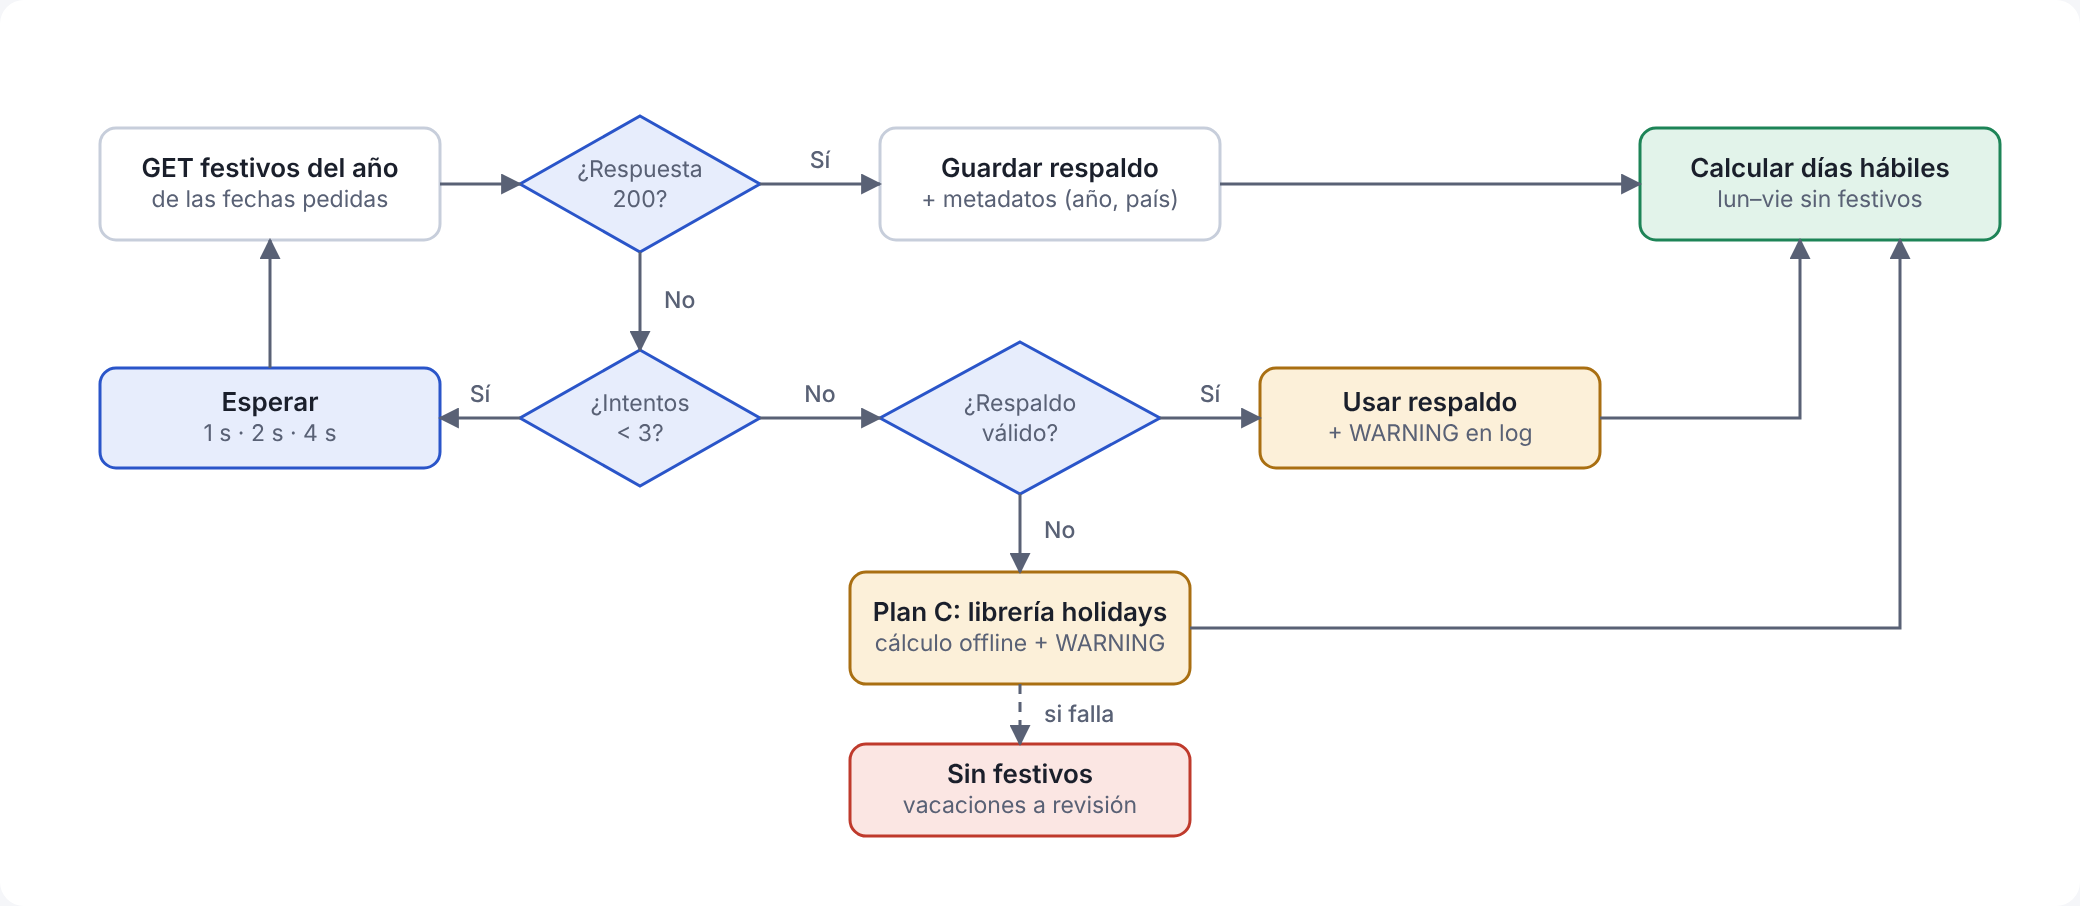 GET festivos del año
de las fechas pedidas
¿Respuesta
200?
Sí
Guardar respaldo
+ metadatos (año, país)
Calcular días hábiles
lun–vie sin festivos
No
Esperar
1 s · 2 s · 4 s
Sí
¿Intentos
< 3?
No
¿Respaldo
válido?
Sí
Usar respaldo
+ WARNING en log
No
Plan C: librería holidays
cálculo offline + WARNING
si falla
Sin festivos
vacaciones a revisión